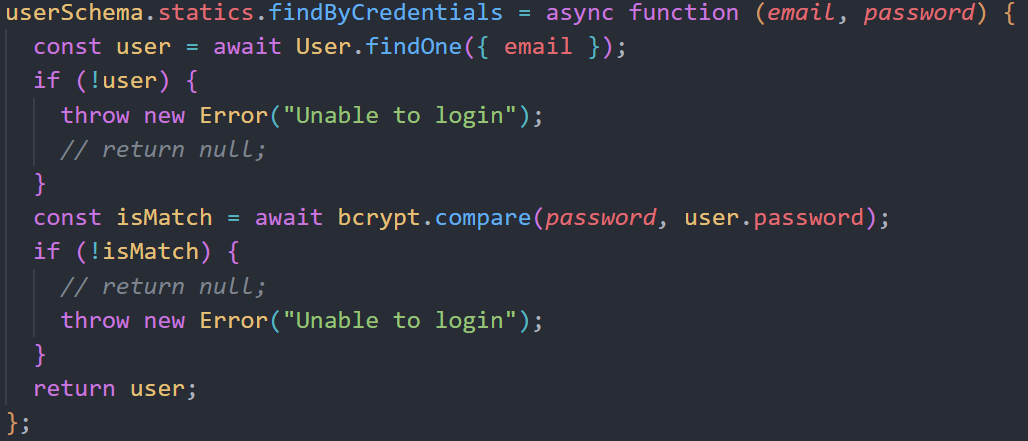 userSchema.statics.findByCredentials = async function (email, password) {
  const user = await User.findOne({ email });
  if (!user) {
    throw new Error("Unable to login");
    // return null;
  }
  const isMatch = await bcrypt.compare(password, user.password);
  if (!isMatch) {
    // return null;
    throw new Error("Unable to login");
  }
  return user;
};